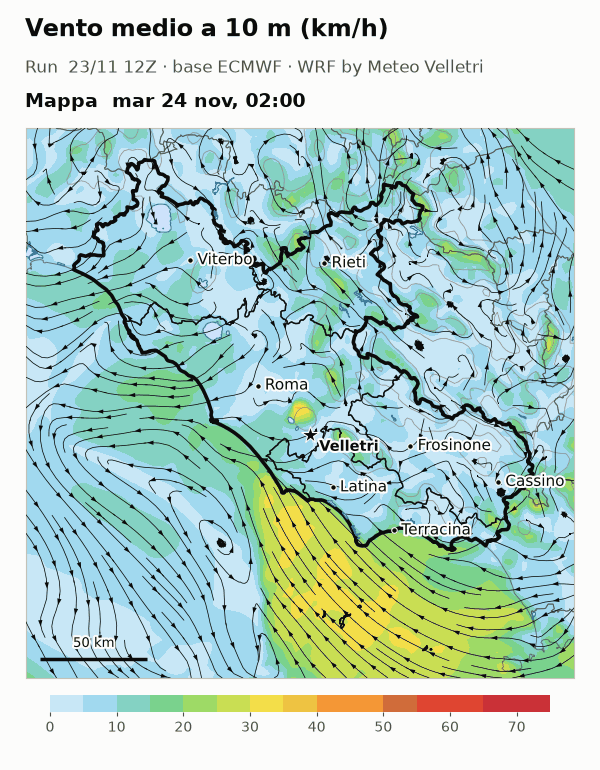 Vento medio a 10 m (km/h)
Run  23/11 12Z · base ECMWF · WRF by Meteo Velletri
Mappa  mar 24 nov, 02:00
Viterbo
Rieti
Roma
Velletri
Frosinone
Latina
Cassino
Terracina
50 km
0 10 20 30 40 50 60 70